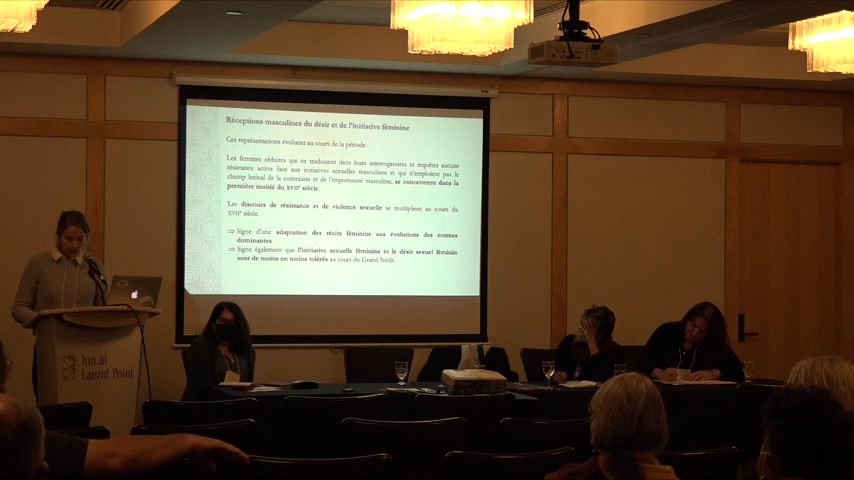 Réceptions masculines du désir et de l'initiative féminine
Ces représentations évoluent au cours de la période :
Les femmes séduites qui ne traduisent dans leurs interrogatoires et requêtes aucune
résistance active face aux initiatives sexuelles masculines et qui n'emploient pas le
champ lexical de la contrainte et de l'importunité masculine, se concentrent dans la
première moitié du XVIIe siècle.
Les discours de résistance et de violence sexuelle se multiplient au cours du
XVIIe siècle.
⇒ Signe d'une adaptation des récits féminins aux évolutions des normes
dominantes
⇒ Signe également que l'initiative sexuelle féminine et le désir sexuel féminin
sont de moins en moins tolérés au cours du Grand Siècle.
Inn at
Laurel Point